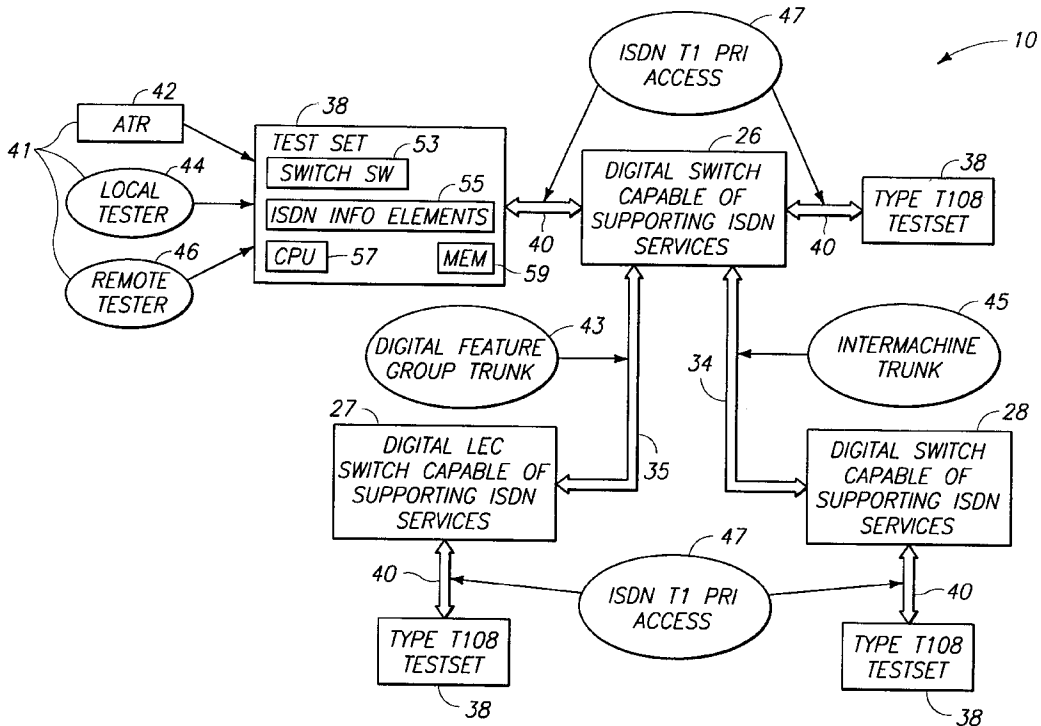 47
ISDN T1 PRI
ACCESS
10
42
ATR
41
44
LOCAL
TESTER
46
REMOTE
TESTER
38
TEST SET
53
SWITCH SW
55
ISDN INFO ELEMENTS
CPU
57
MEM
59
40
26
DIGITAL SWITCH
CAPABLE OF
SUPPORTING ISDN
SERVICES
40
38
TYPE T108
TESTSET
43
DIGITAL FEATURE
GROUP TRUNK
45
INTERMACHINE
TRUNK
34
35
27
DIGITAL LEC
SWITCH CAPABLE OF
SUPPORTING ISDN
SERVICES
28
DIGITAL SWITCH
CAPABLE OF
SUPPORTING ISDN
SERVICES
40
47
ISDN T1 PRI
ACCESS
40
TYPE T108
TESTSET
38
TYPE T108
TESTSET
38